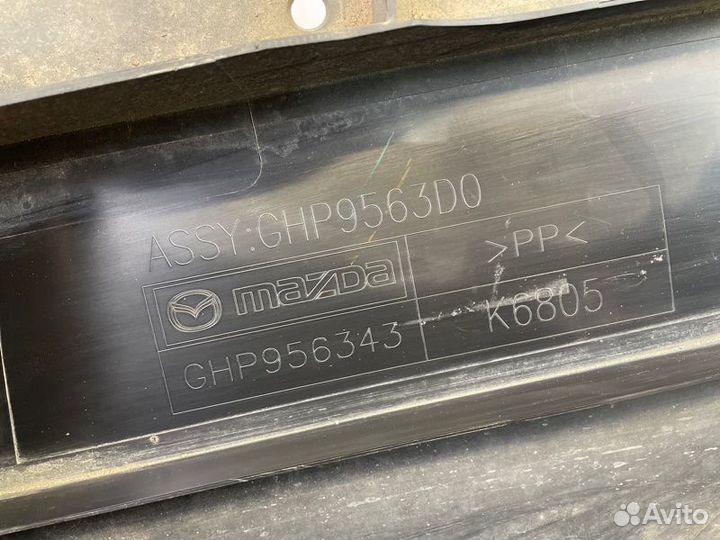 ASSY:GHP9563D0
mazda
>PP<
GHP956343
K6805
Avito